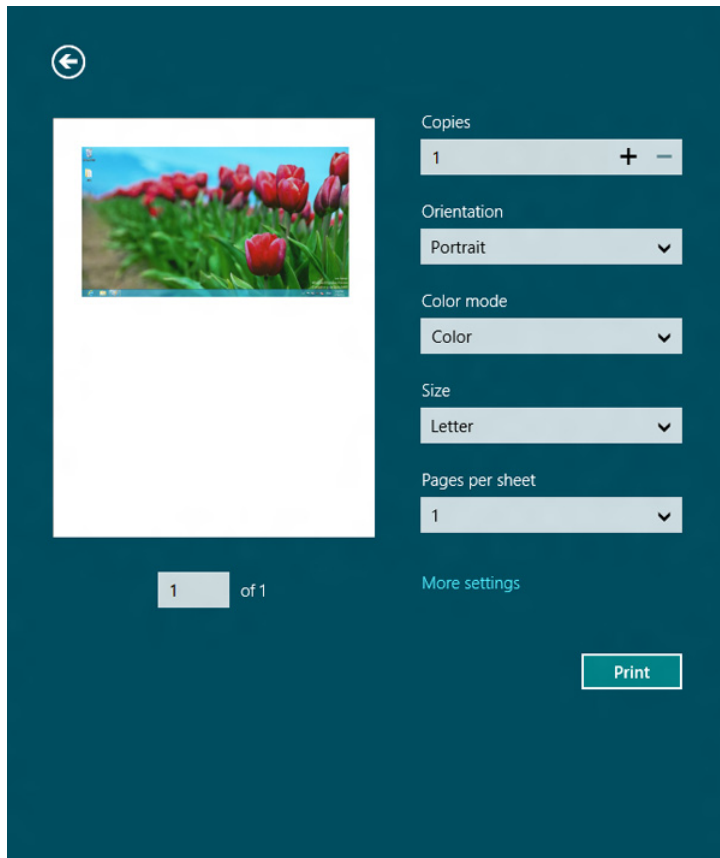 Copies
1
Orientation
Portrait
Color mode
Color
Size
Letter
Pages per sheet
1
1 of 1
More settings
Print